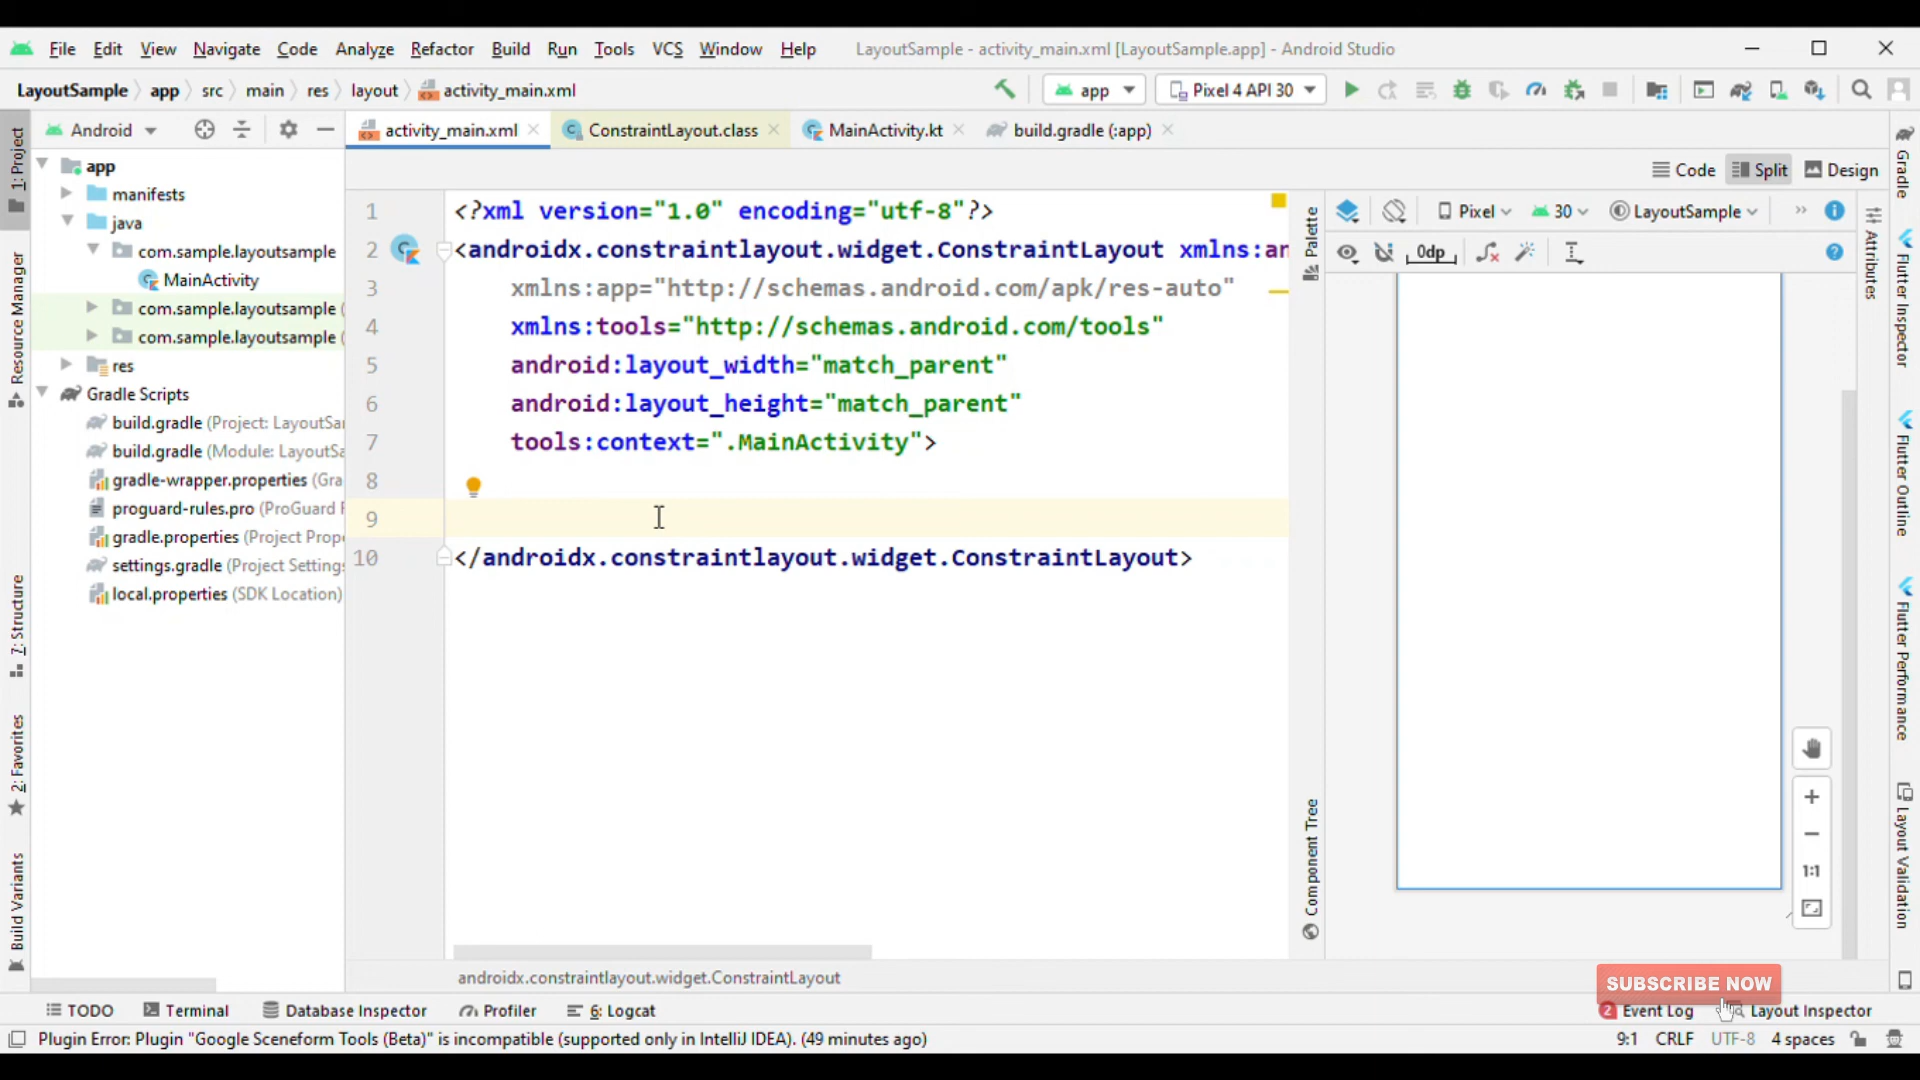 File Edit View Navigate Code Analyze Refactor Build Run Tools VCS Window Help LayoutSample - activity_main.xml [LayoutSample.app] - Android Studio
LayoutSample app src main res layout activity_main.xml app Pixel 4 API 30
Android activity_main.xml ConstraintLayout.class MainActivity.kt build.gradle (:app)
Code Split Design
1: Project
Resource Manager
7: Structure
2: Favorites
Build Variants
app
manifests
java
com.sample.layoutsample
MainActivity
com.sample.layoutsample (
com.sample.layoutsample (
res
Gradle Scripts
build.gradle (Project: LayoutSa
build.gradle (Module: LayoutSa
gradle-wrapper.properties (Gra
proguard-rules.pro (ProGuard
gradle.properties (Project Prop
settings.gradle (Project Settings
local.properties (SDK Location)
1 <?xml version="1.0" encoding="utf-8"?>
2 <androidx.constraintlayout.widget.ConstraintLayout xmlns:an
3 xmlns:app="http://schemas.android.com/apk/res-auto"
4 xmlns:tools="http://schemas.android.com/tools"
5 android:layout_width="match_parent"
6 android:layout_height="match_parent"
7 tools:context=".MainActivity">
8
9
10 </androidx.constraintlayout.widget.ConstraintLayout>
androidx.constraintlayout.widget.ConstraintLayout
Palette
Component Tree
Pixel 30 LayoutSample
0dp
1:1
Attributes
Gradle
Flutter Inspector
Flutter Outline
Flutter Performance
Layout Validation
SUBSCRIBE NOW
TODO Terminal Database Inspector Profiler 6: Logcat 2 Event Log Layout Inspector
Plugin Error: Plugin "Google Sceneform Tools (Beta)" is incompatible (supported only in IntelliJ IDEA). (49 minutes ago) 9:1 CRLF UTF-8 4 spaces